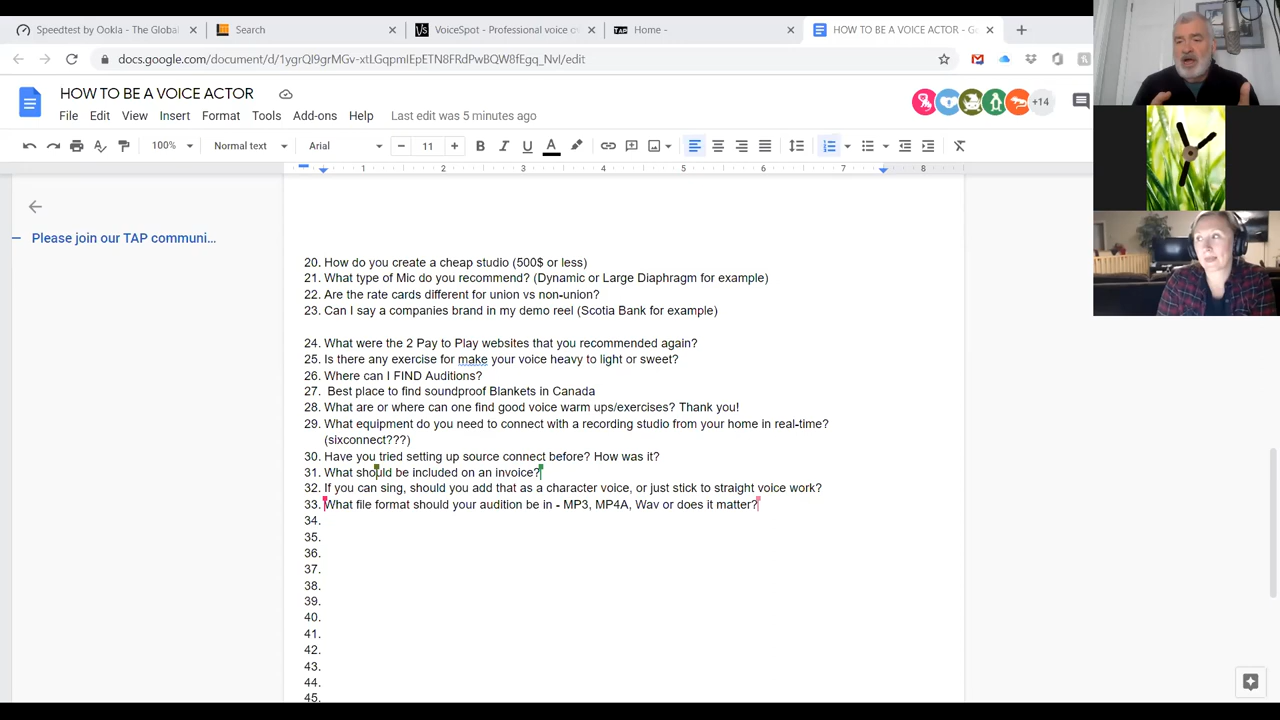 Speedtest by Ookla - The Global
Search
VoiceSpot - Professional voice ov
Home -
HOME TO BE A VOICE ACTOR - Go
docs.google.com/document/d/
/edit
HOW TO BE A VOICE ACTOR
File Edit View Insert Format Tools Add-ons Help Last edit was 5 minutes ago
+14
100% Normal text Arial 11
1 2 3 4 5 6 7 8
Please join our TAP communi...
20. How do you create a cheap studio (500$ or less)
21. What type of Mic do you recommend? (Dynamic or Large Diaphragm for example)
22. Are the rate cards different for union vs non-union?
23. Can I say a companies brand in my demo reel (Scotia Bank for example)
24. What were the 2 Pay to Play websites that you recommended again?
25. Is there any exercise for make your voice heavy to light or sweet?
26. Where can I FIND Auditions?
27. Best place to find soundproof Blankets in Canada
28. What are or where can one find good voice warm ups/exercises? Thank you!
29. What equipment do you need to connect with a recording studio from your home in real-time?
(sixconnect???)
30. Have you tried setting up source connect before? How was it?
31. What should be included on an invoice?
32. If you can sing, should you add that as a character voice, or just stick to straight voice work?
33. What file format should your audition be in - MP3, MP4A, Wav or does it matter?
34.
35.
36.
37.
38.
39.
40.
41.
42.
43.
44.
45.